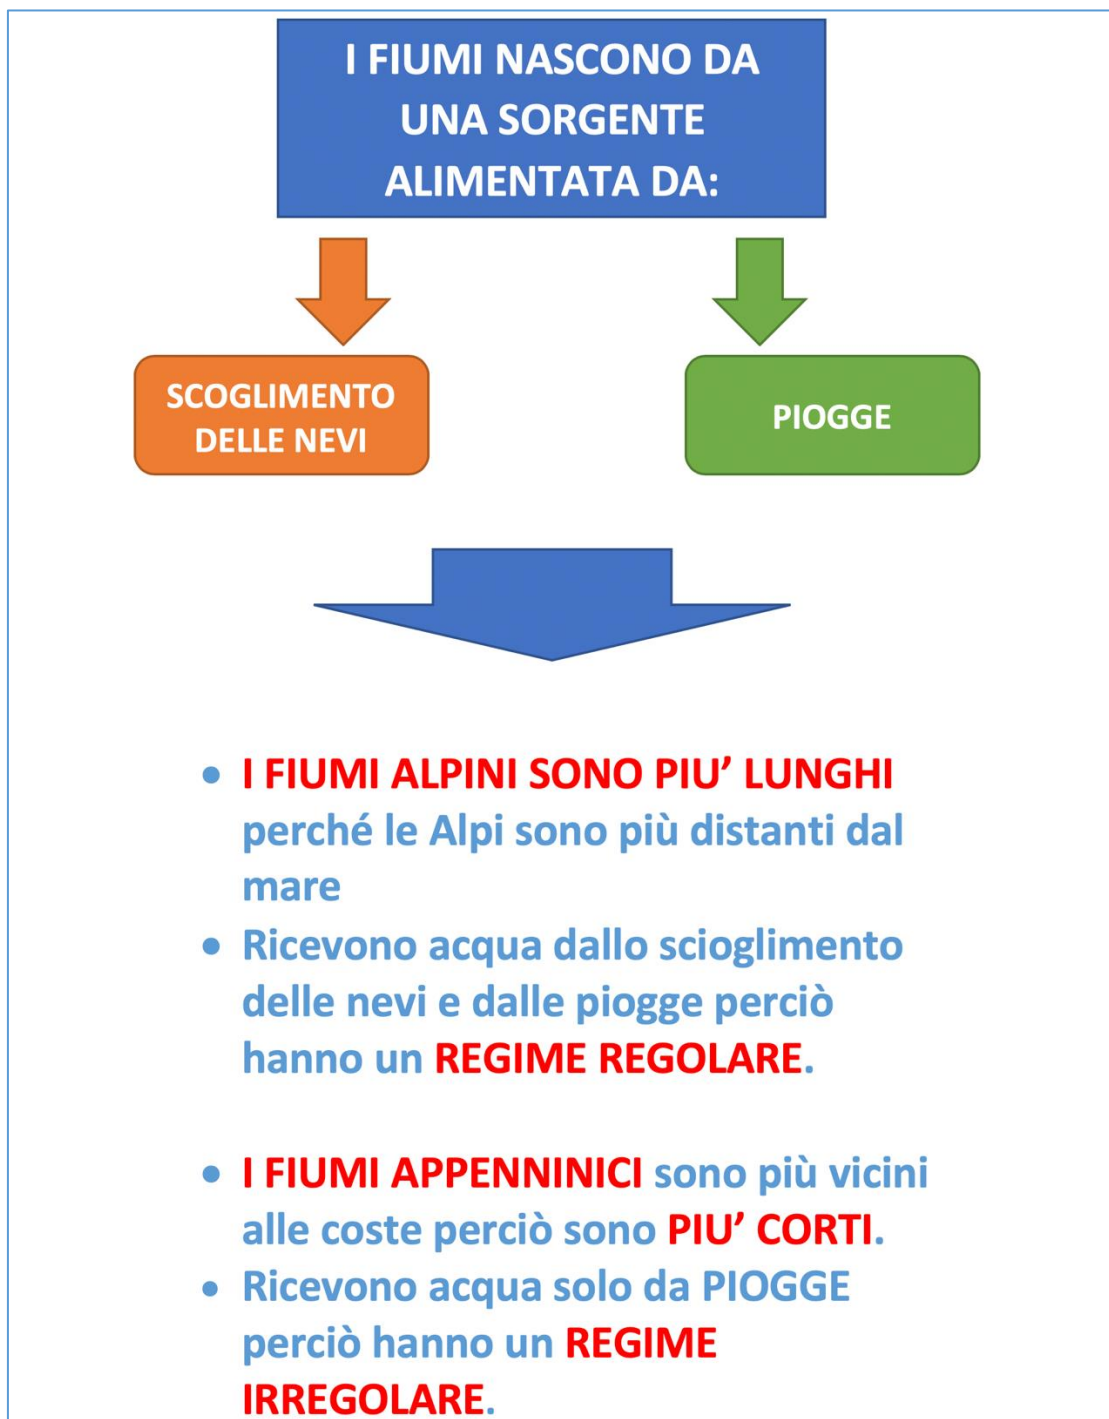 I FIUMI NASCONO DA
UNA SORGENTE
ALIMENTATA DA:
SCOGLIMENTO
DELLE NEVI
PIOGGE
• I FIUMI ALPINI SONO PIU’ LUNGHI
perché le Alpi sono più distanti dal
mare
• Ricevono acqua dallo scioglimento
delle nevi e dalle piogge perciò
hanno un REGIME REGOLARE.
• I FIUMI APPENNINICI sono più vicini
alle coste perciò sono PIU’ CORTI.
• Ricevono acqua solo da PIOGGE
perciò hanno un REGIME
IRREGOLARE.